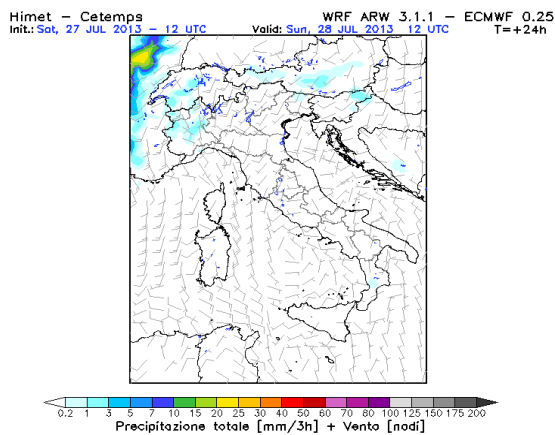 Himet – Cetemps WRF ARW 3.1.1 – ECMWF 0.25
Init.: Sat, 27 JUL 2013 – 12 UTC Valid: Sun, 28 JUL 2013 12 UTC T=+24h
0.2 1 3 5 7 10 15 20 25 30 40 50 60 70 80 100 125 150 175 200
Precipitazione totale [mm/3h] + Vento [nodi]